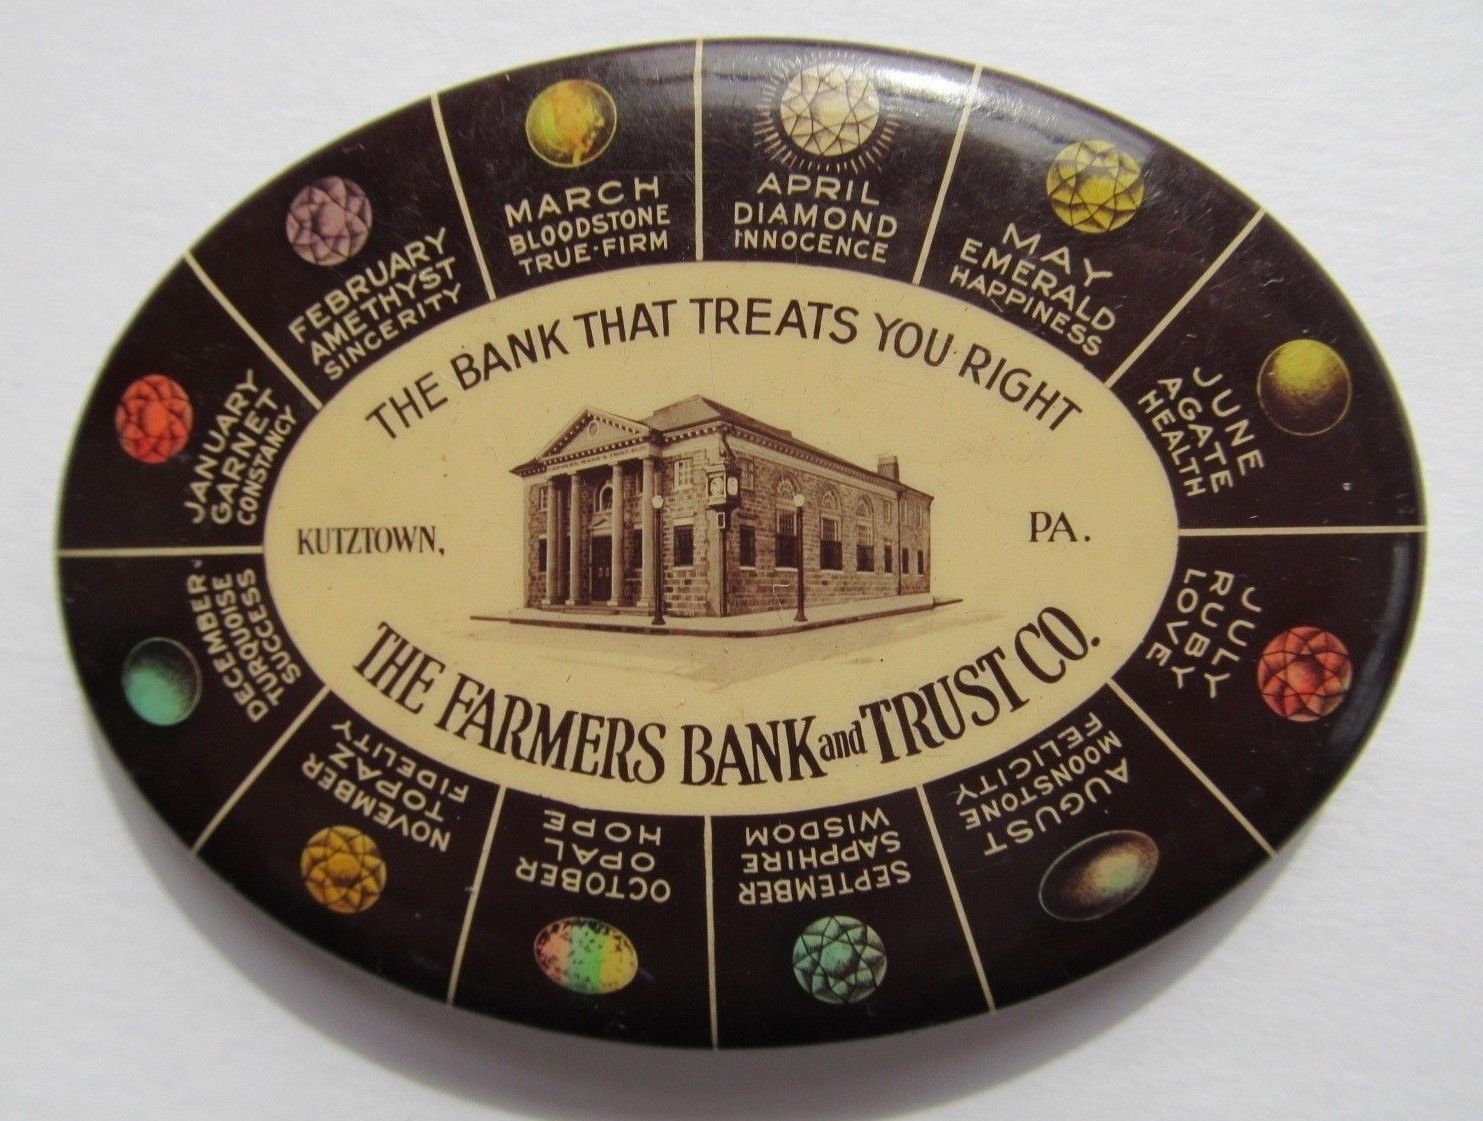 THE BANK THAT TREATS YOU RIGHT
KUTZTOWN, PA.
THE FARMERS BANK and TRUST CO.
JANUARY
GARNET
CONSTANCY
FEBRUARY
AMETHYST
SINCERITY
MARCH
BLOODSTONE
TRUE-FIRM
APRIL
DIAMOND
INNOCENCE
MAY
EMERALD
HAPPINESS
JUNE
AGATE
HEALTH
JULY
RUBY
LOVE
AUGUST
MOONSTONE
FELICITY
SEPTEMBER
SAPPHIRE
WISDOM
OCTOBER
OPAL
HOPE
NOVEMBER
TOPAZ
FIDELITY
DECEMBER
TURQUOISE
SUCCESS